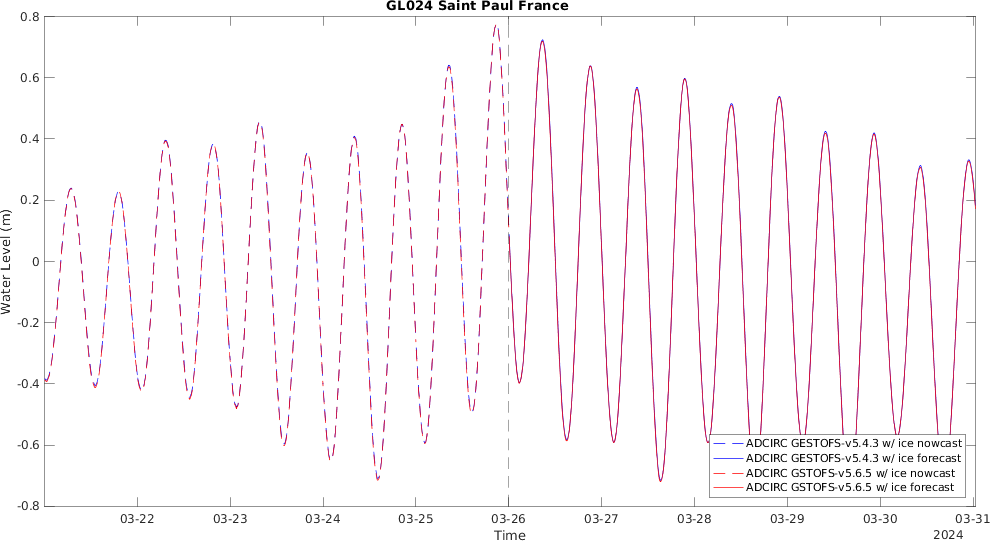 GL024 Saint Paul France
0.8
0.6
0.4
0.2
0
-0.2
-0.4
-0.6
-0.8
Water Level (m)
ADCIRC GESTOFS-v5.4.3 w/ ice nowcast
ADCIRC GESTOFS-v5.4.3 w/ ice forecast
ADCIRC GSTOFS-v5.6.5 w/ ice nowcast
ADCIRC GSTOFS-v5.6.5 w/ ice forecast
03-22 03-23 03-24 03-25 03-26 03-27 03-28 03-29 03-30 03-31
Time
2024